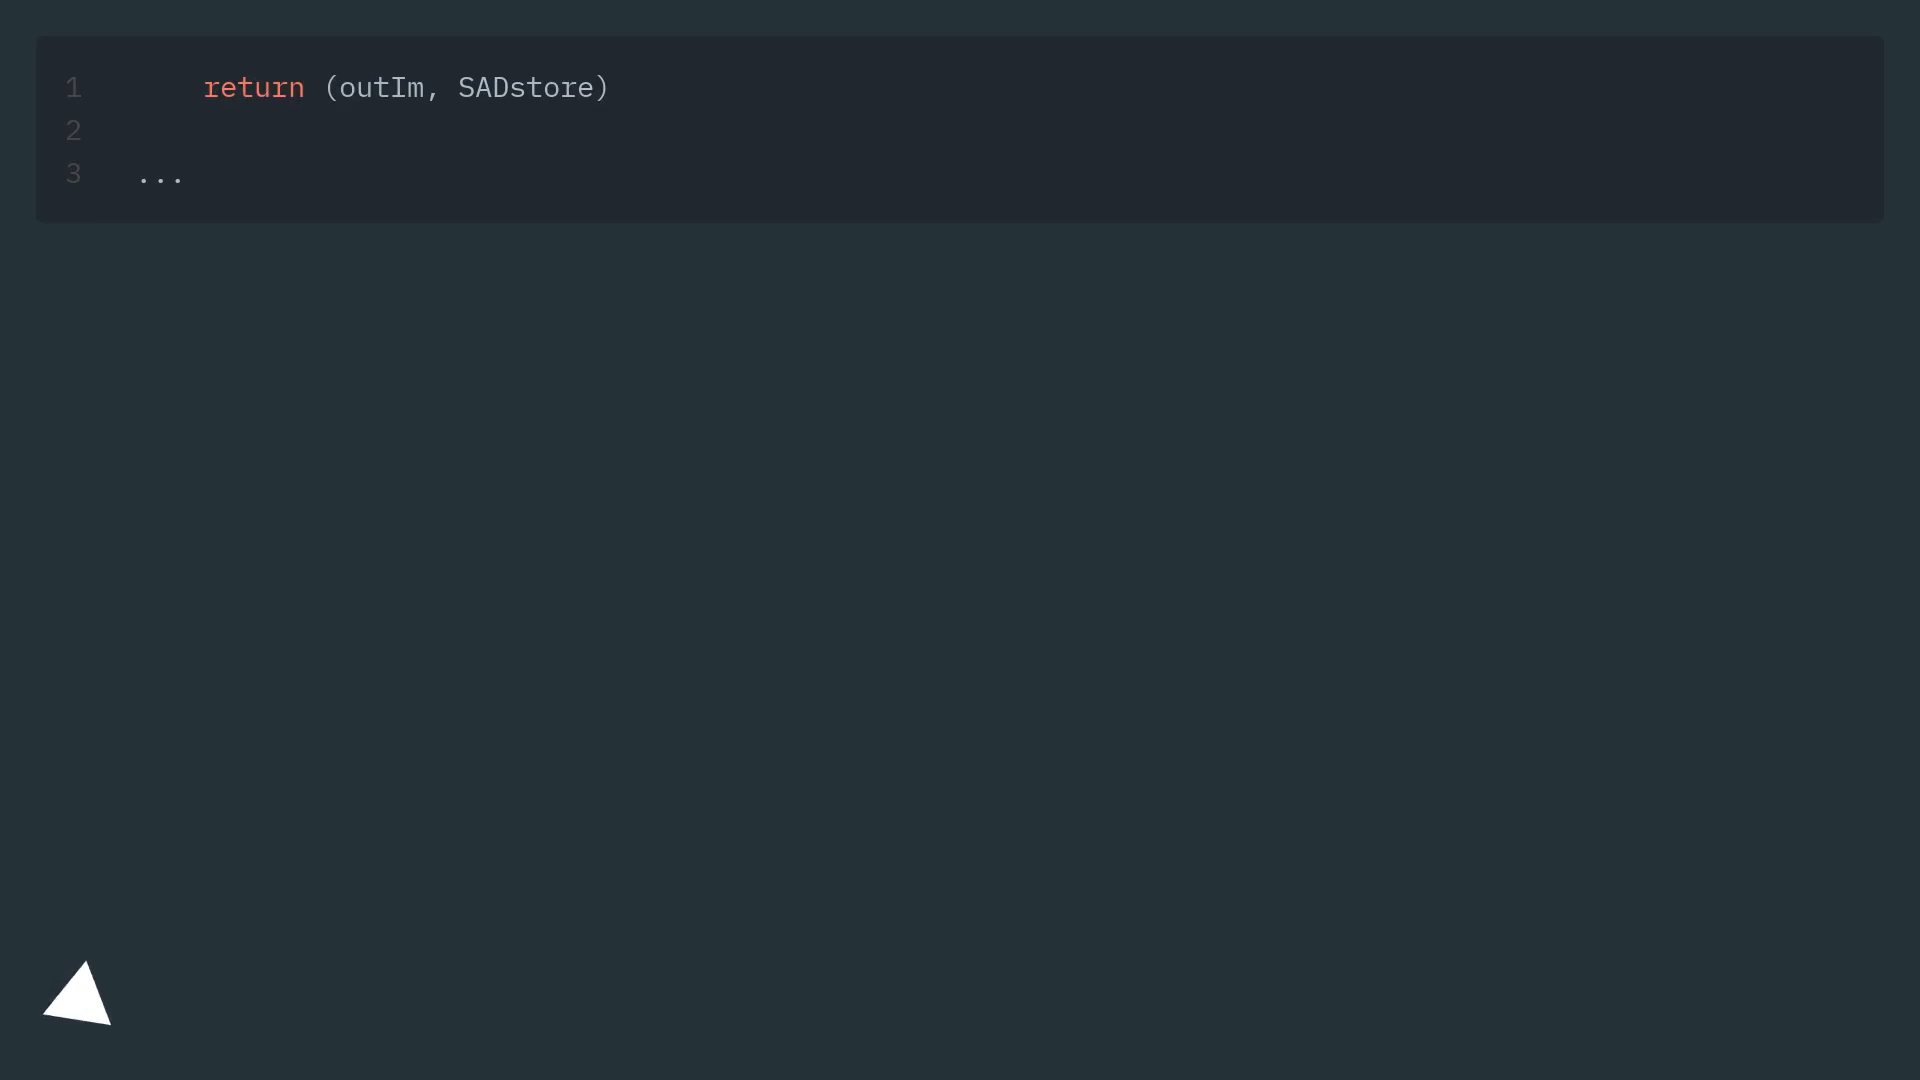 1 return (outIm, SADstore)
2
3 ...